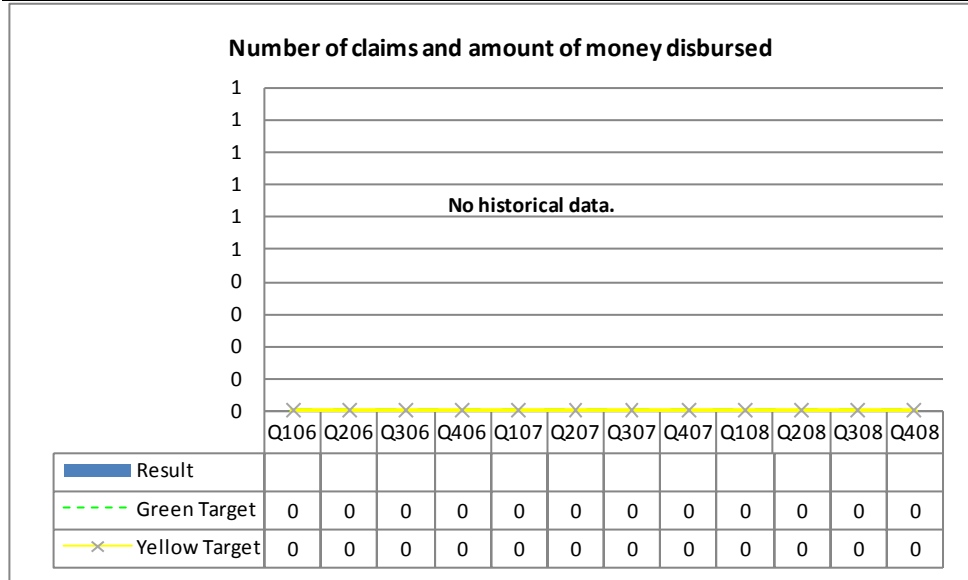 Number of claims and amount of money disbursed
1
1
1
1
1
1
0
0
0
0
0
No historical data.
Q106 Q206 Q306 Q406 Q107 Q207 Q307 Q407 Q108 Q208 Q308 Q408
Result
Green Target 0 0 0 0 0 0 0 0 0 0 0 0
Yellow Target 0 0 0 0 0 0 0 0 0 0 0 0